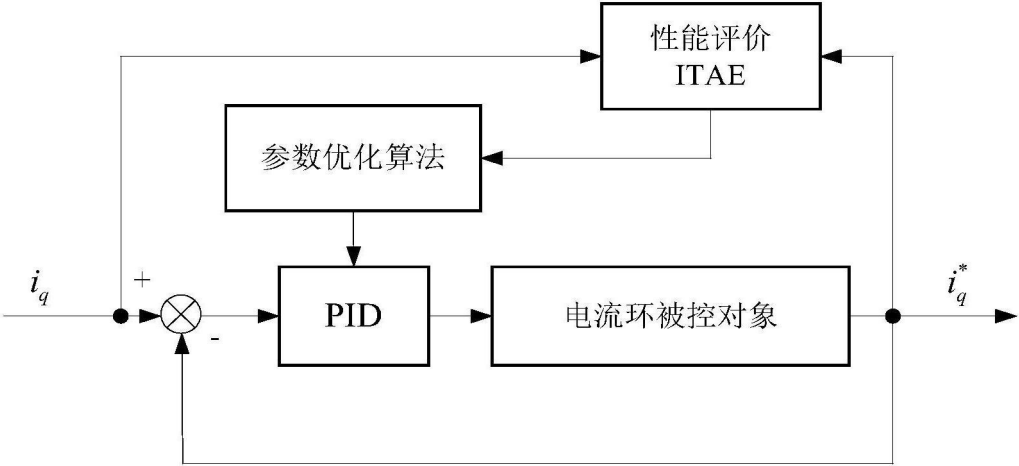 性能评价
ITAE
参数优化算法
i_q
+
-
PID
电流环被控对象
i_q^*